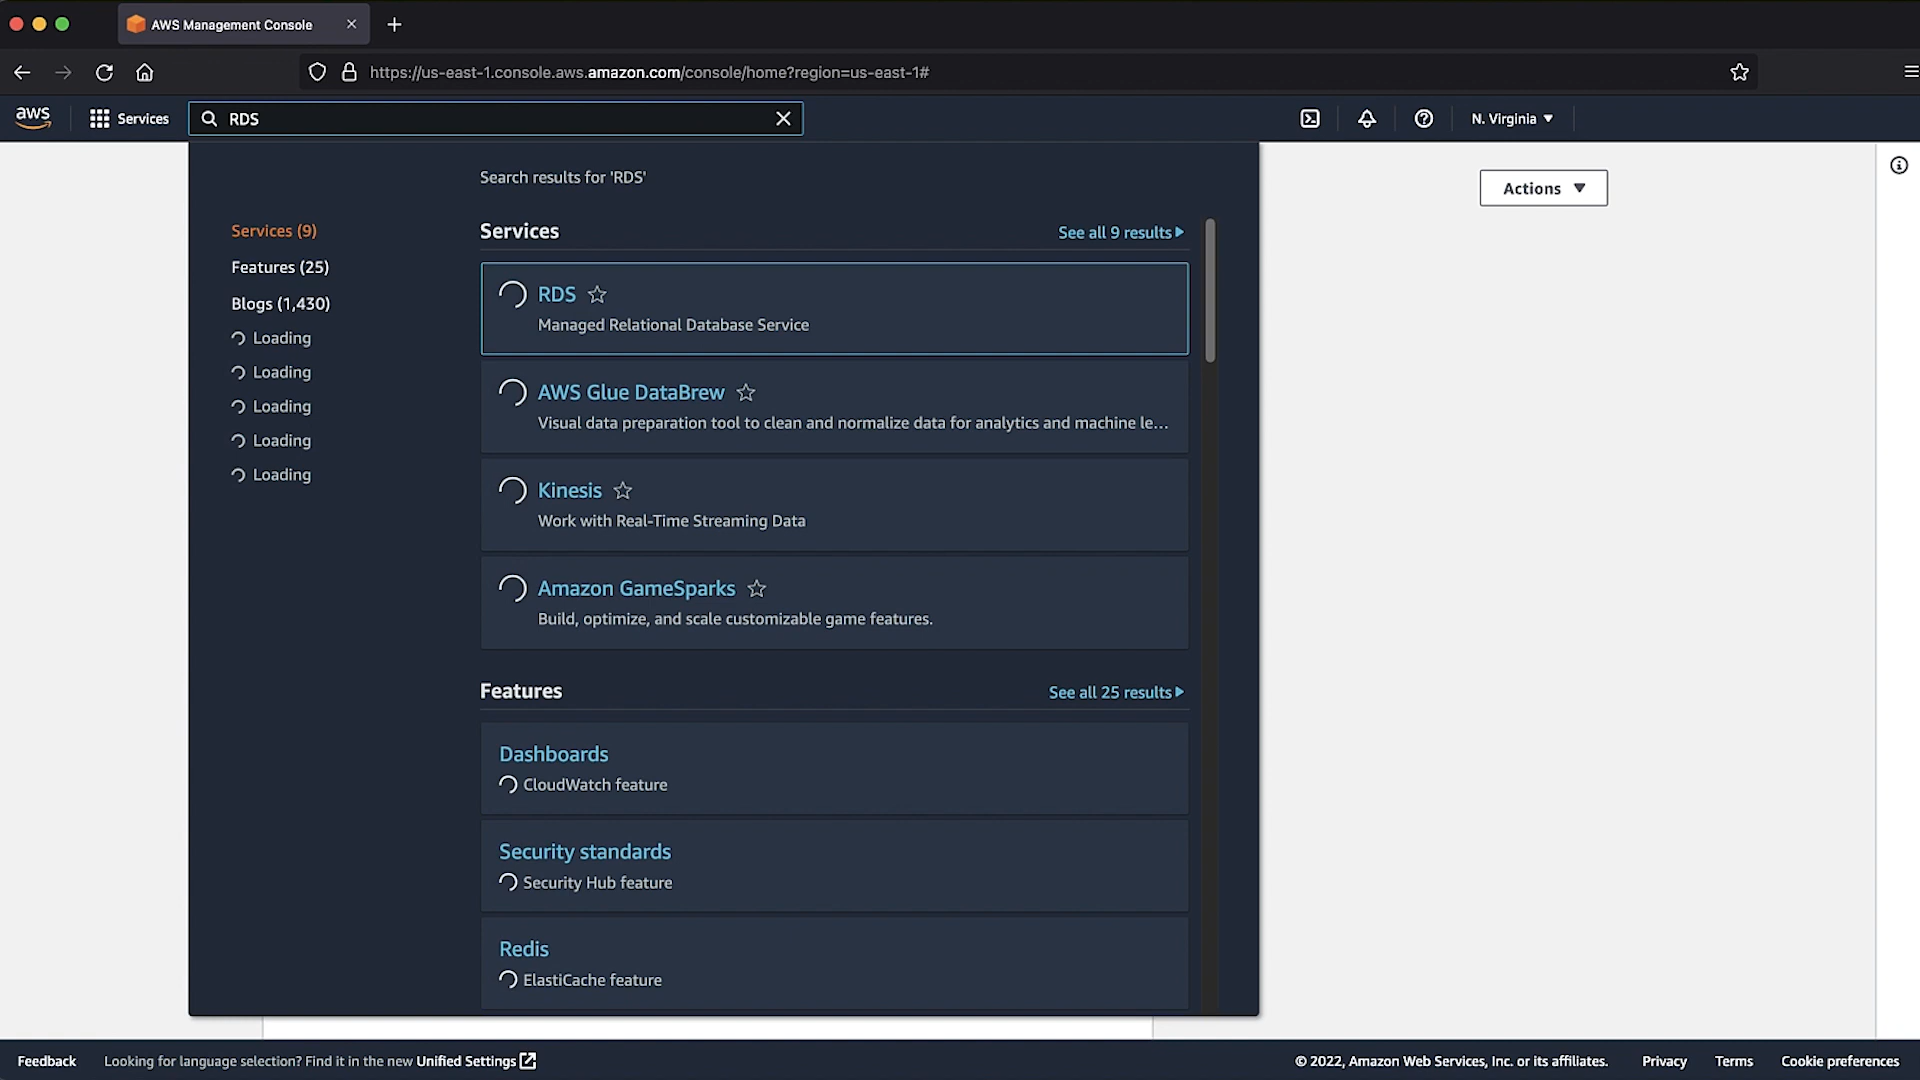 AWS Management Console
https://us-east-1.console.aws.amazon.com/console/home?region=us-east-1#
aws
Services
RDS
N. Virginia
Actions
Search results for 'RDS'
Services (9)
Features (25)
Blogs (1,430)
Loading
Loading
Loading
Loading
Loading
Services
See all 9 results
RDS
Managed Relational Database Service
AWS Glue DataBrew
Visual data preparation tool to clean and normalize data for analytics and machine le...
Kinesis
Work with Real-Time Streaming Data
Amazon GameSparks
Build, optimize, and scale customizable game features.
Features
See all 25 results
Dashboards
CloudWatch feature
Security standards
Security Hub feature
Redis
ElastiCache feature
Feedback
Looking for language selection? Find it in the new Unified Settings
© 2022, Amazon Web Services, Inc. or its affiliates.
Privacy
Terms
Cookie preferences